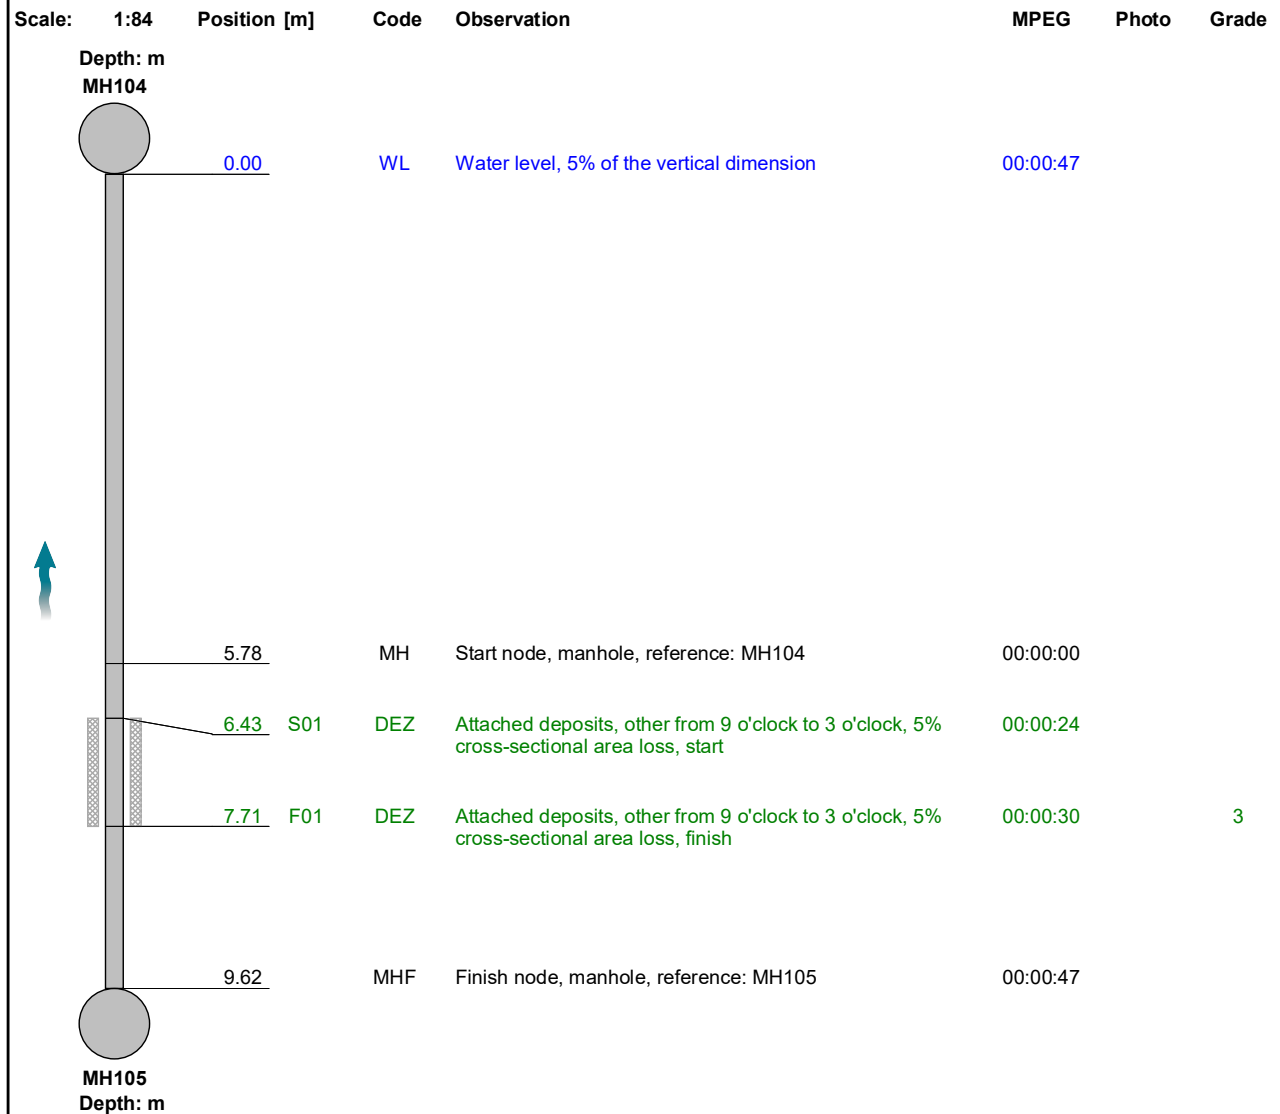 Scale: 1:84 Position [m] Code Observation MPEG Photo Grade
Depth: m
MH104
0.00 WL Water level, 5% of the vertical dimension 00:00:47
5.78 MH Start node, manhole, reference: MH104 00:00:00
6.43 S01 DEZ Attached deposits, other from 9 o'clock to 3 o'clock, 5% 00:00:24
cross-sectional area loss, start
7.71 F01 DEZ Attached deposits, other from 9 o'clock to 3 o'clock, 5% 00:00:30 3
cross-sectional area loss, finish
9.62 MHF Finish node, manhole, reference: MH105 00:00:47
MH105
Depth: m